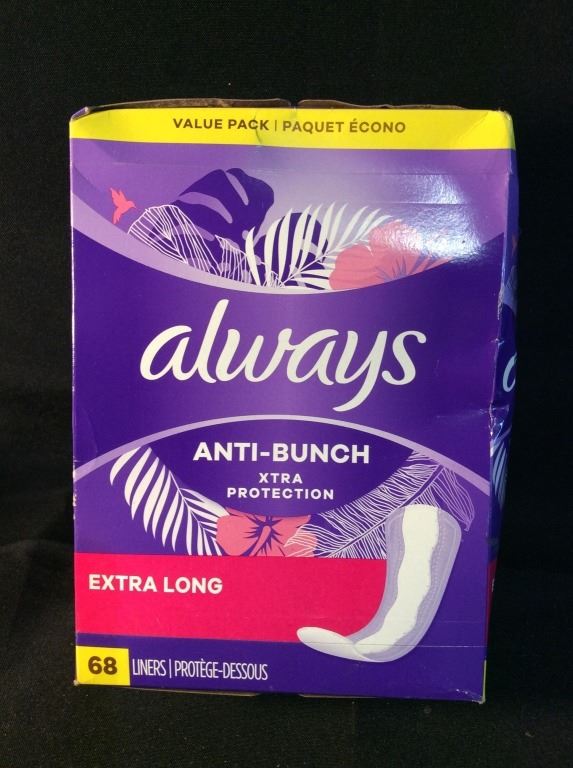 VALUE PACK | PAQUET ÉCONO
always
ANTI-BUNCH
XTRA
PROTECTION
EXTRA LONG
68 LINERS | PROTÈGE-DESSOUS